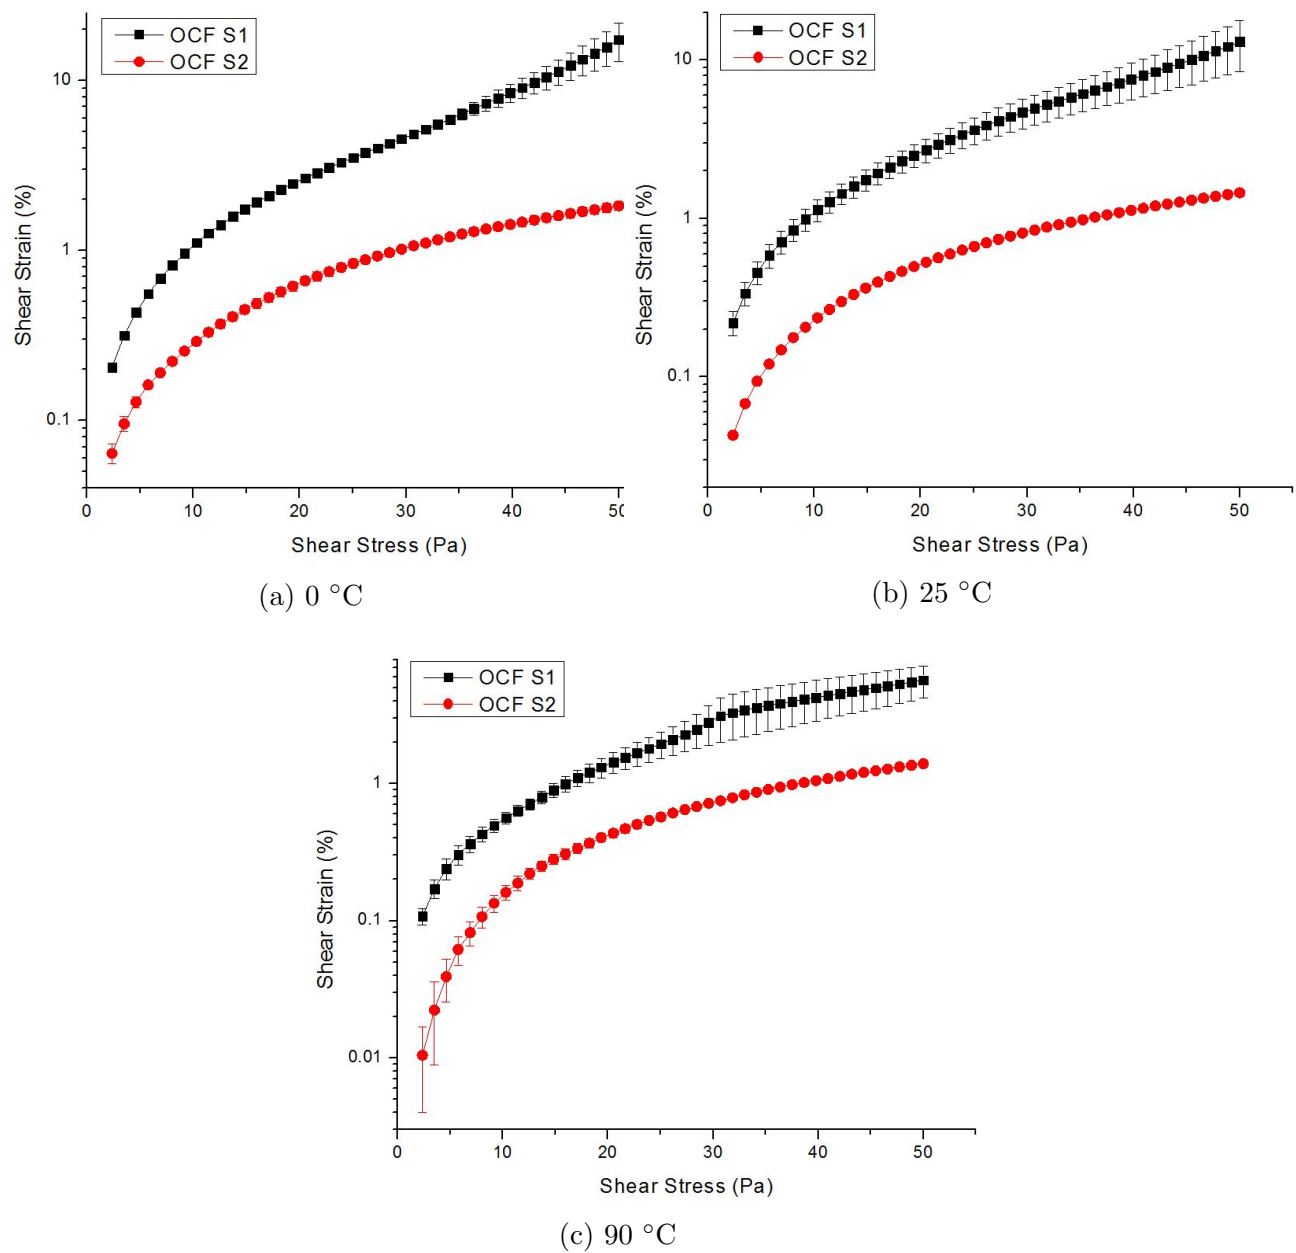 OCF S1
OCF S2
10
1
0.1
Shear Strain (%)
0
10
20
30
40
50
Shear Stress (Pa)
(a) 0 °C
OCF S1
OCF S2
10
1
0.1
Shear Strain (%)
0
10
20
30
40
50
Shear Stress (Pa)
(b) 25 °C
OCF S1
OCF S2
1
0.1
0.01
Shear Strain (%)
0
10
20
30
40
50
Shear Stress (Pa)
(c) 90 °C